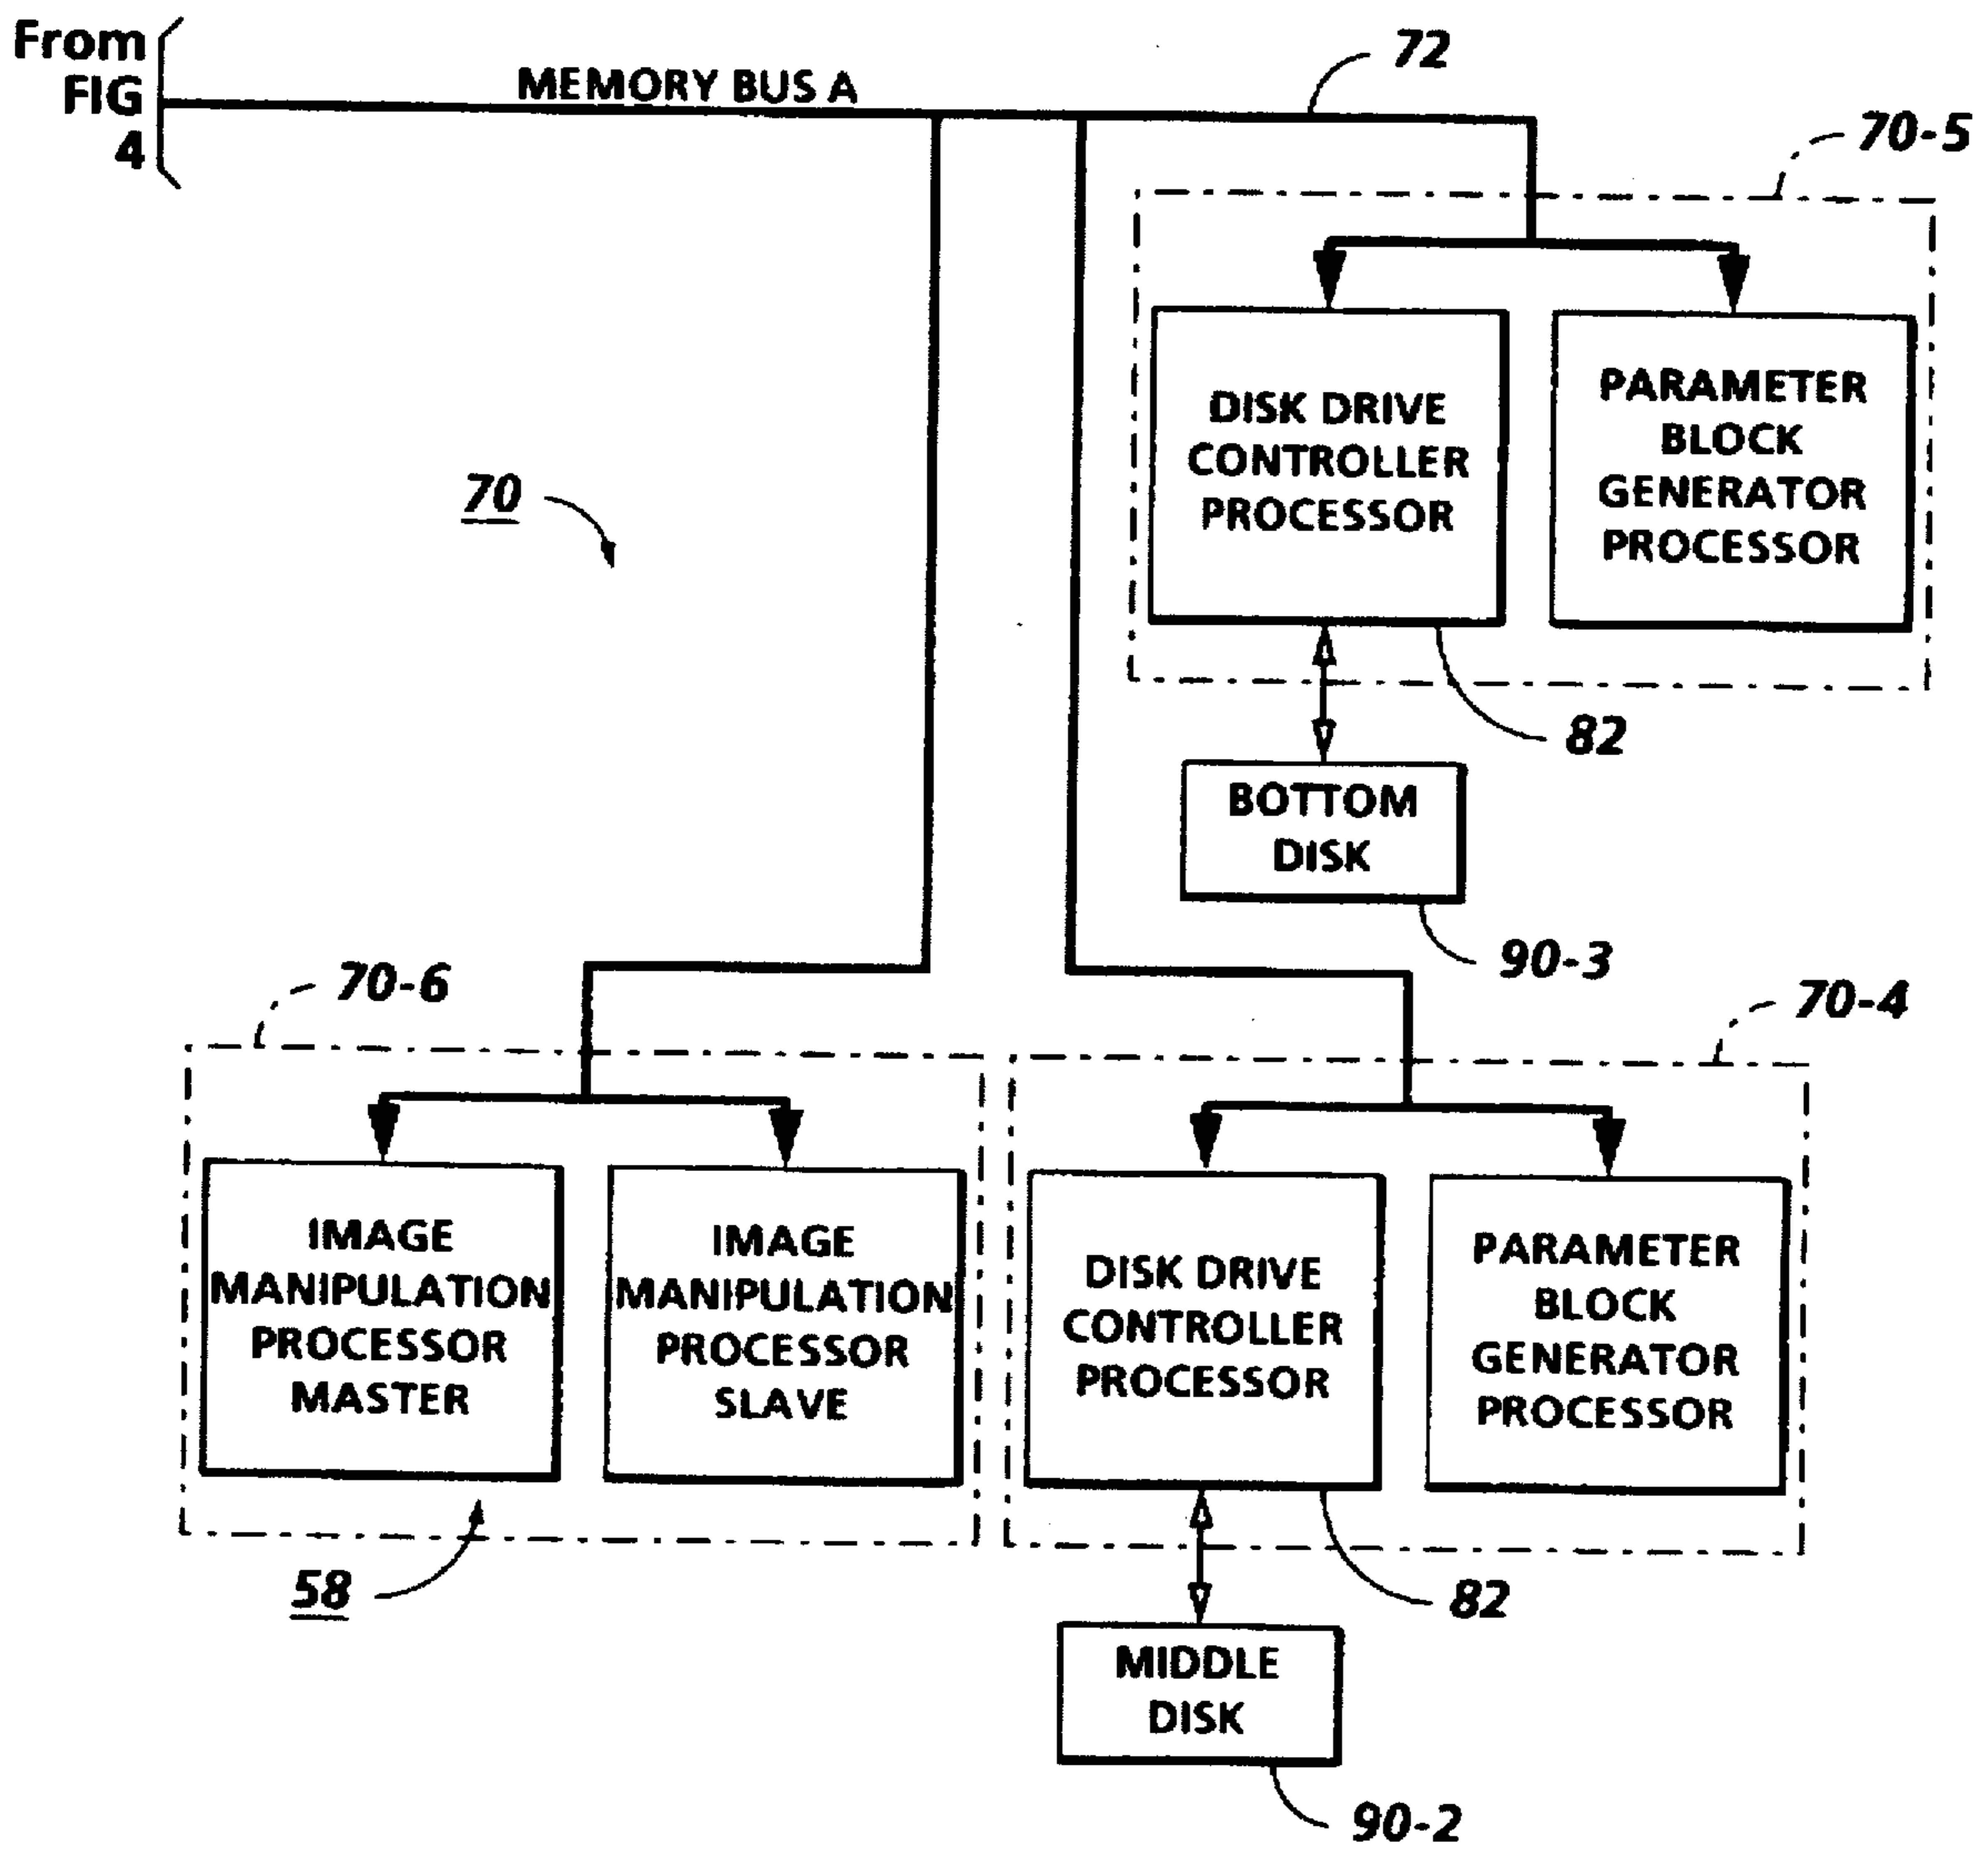 From
FIG
4
MEMORY BUS A
72
70-5
DISK DRIVE
CONTROLLER
PROCESSOR
PARAMETER
BLOCK
GENERATOR
PROCESSOR
70
82
BOTTOM
DISK
90-3
70-6
70-4
IMAGE
MANIPULATION
PROCESSOR
MASTER
IMAGE
MANIPULATION
PROCESSOR
SLAVE
DISK DRIVE
CONTROLLER
PROCESSOR
PARAMETER
BLOCK
GENERATOR
PROCESSOR
58
82
MIDDLE
DISK
90-2